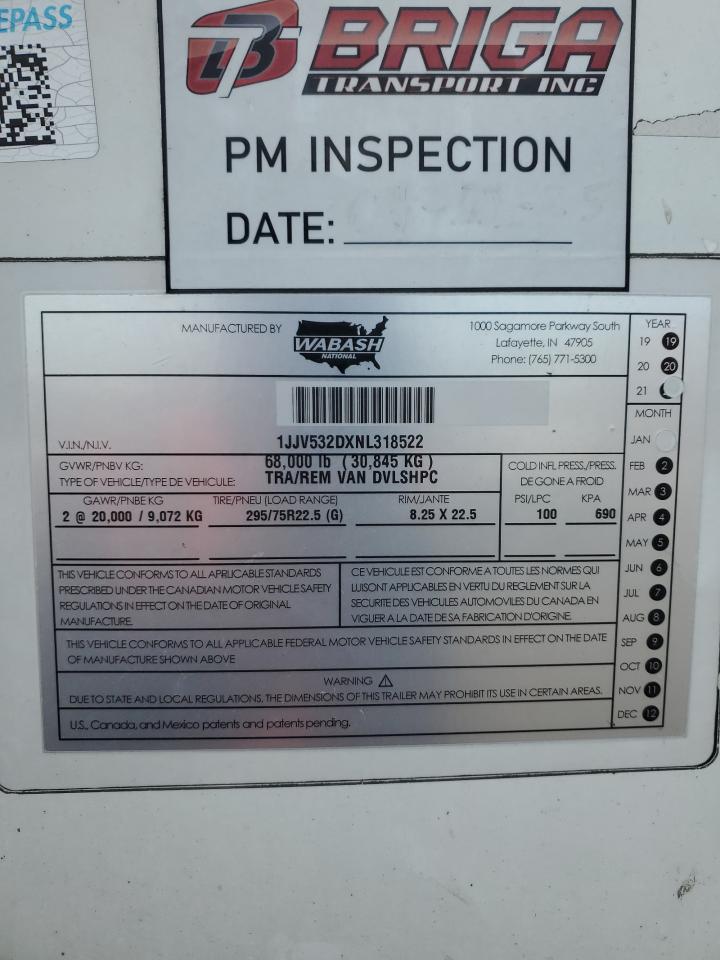 EPASS
B BRIGA
TRANSPORT INC
PM INSPECTION
DATE:
MANUFACTURED BY
WABASH
NATIONAL
1000 Sagamore Parkway South
Lafayette, IN 47905
Phone: (765) 771-5300
YEAR
19 19
20 20
21
V.I.N./N.I.V.
1JJV532DXNL318522
MONTH
JAN
FEB 2
MAR 3
APR 4
MAY 5
JUN 6
JUL 7
AUG 8
SEP 9
OCT 10
NOV 11
DEC 12
GVWR/PNBV KG: 68,000 lb ( 30,845 KG )
TYPE OF VEHICLE/TYPE DE VEHICULE: TRA/REM VAN DVLSHPC
COLD INFL PRESS./PRESS.
DE GONE A FROID
GAWR/PNBE KG TIRE/PNEU (LOAD RANGE) RIM/JANTE PSI/LPC KPA
2 @ 20,000 / 9,072 KG 295/75R22.5 (G) 8.25 X 22.5 100 690
THIS VEHICLE CONFORMS TO ALL APRLICABLE STANDARDS
PRESCRIBED UNDER THE CANADIAN MOTOR VEHICLE SAFETY
REGULATIONS IN EFFECT ON THE DATE OF ORIGINAL
MANUFACTURE.
CE VEHICULE EST CONFORME A TOUTES LES NORMES QUI
LUISONT APPLICABLES EN VERTU DU REGLEMENT SUR LA
SECURITE DES VEHICULES AUTOMOVILES DU CANADA EN
VIGUER A LA DATE DE SA FABRICATION D'ORIGINE.
THIS VEHICLE CONFORMS TO ALL APPLICABLE FEDERAL MOTOR VEHICLE SAFETY STANDARDS IN EFFECT ON THE DATE
OF MANUFACTURE SHOWN ABOVE
WARNING
DUE TO STATE AND LOCAL REGULATIONS, THE DIMENSIONS OF THIS TRAILER MAY PROHIBIT ITS USE IN CERTAIN AREAS.
U.S., Canada, and Mexico patents and patents pending.